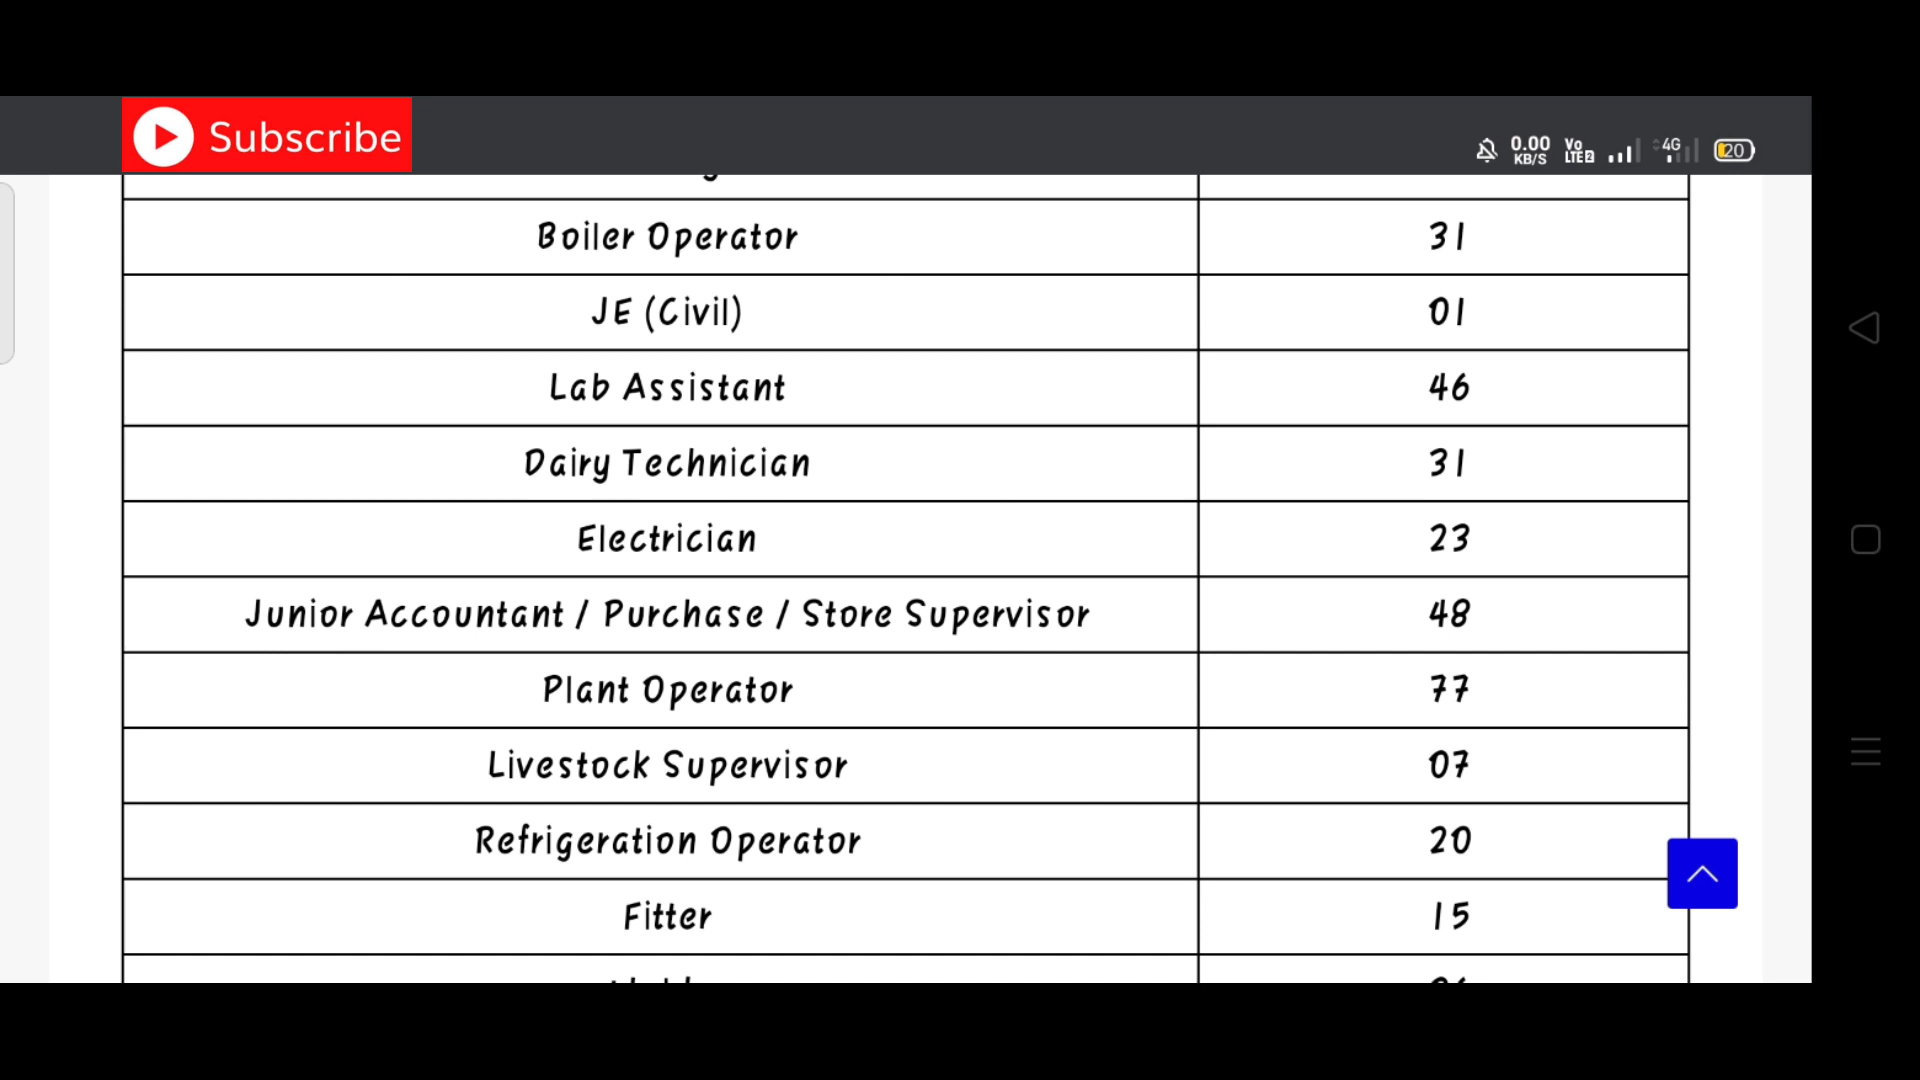 Subscribe
0.00 KB/S Vo LTE2 4G 20
Boiler Operator 31
JE (Civil) 01
Lab Assistant 46
Dairy Technician 31
Electrician 23
Junior Accountant / Purchase / Store Supervisor 48
Plant Operator 77
Livestock Supervisor 07
Refrigeration Operator 20
Fitter 15